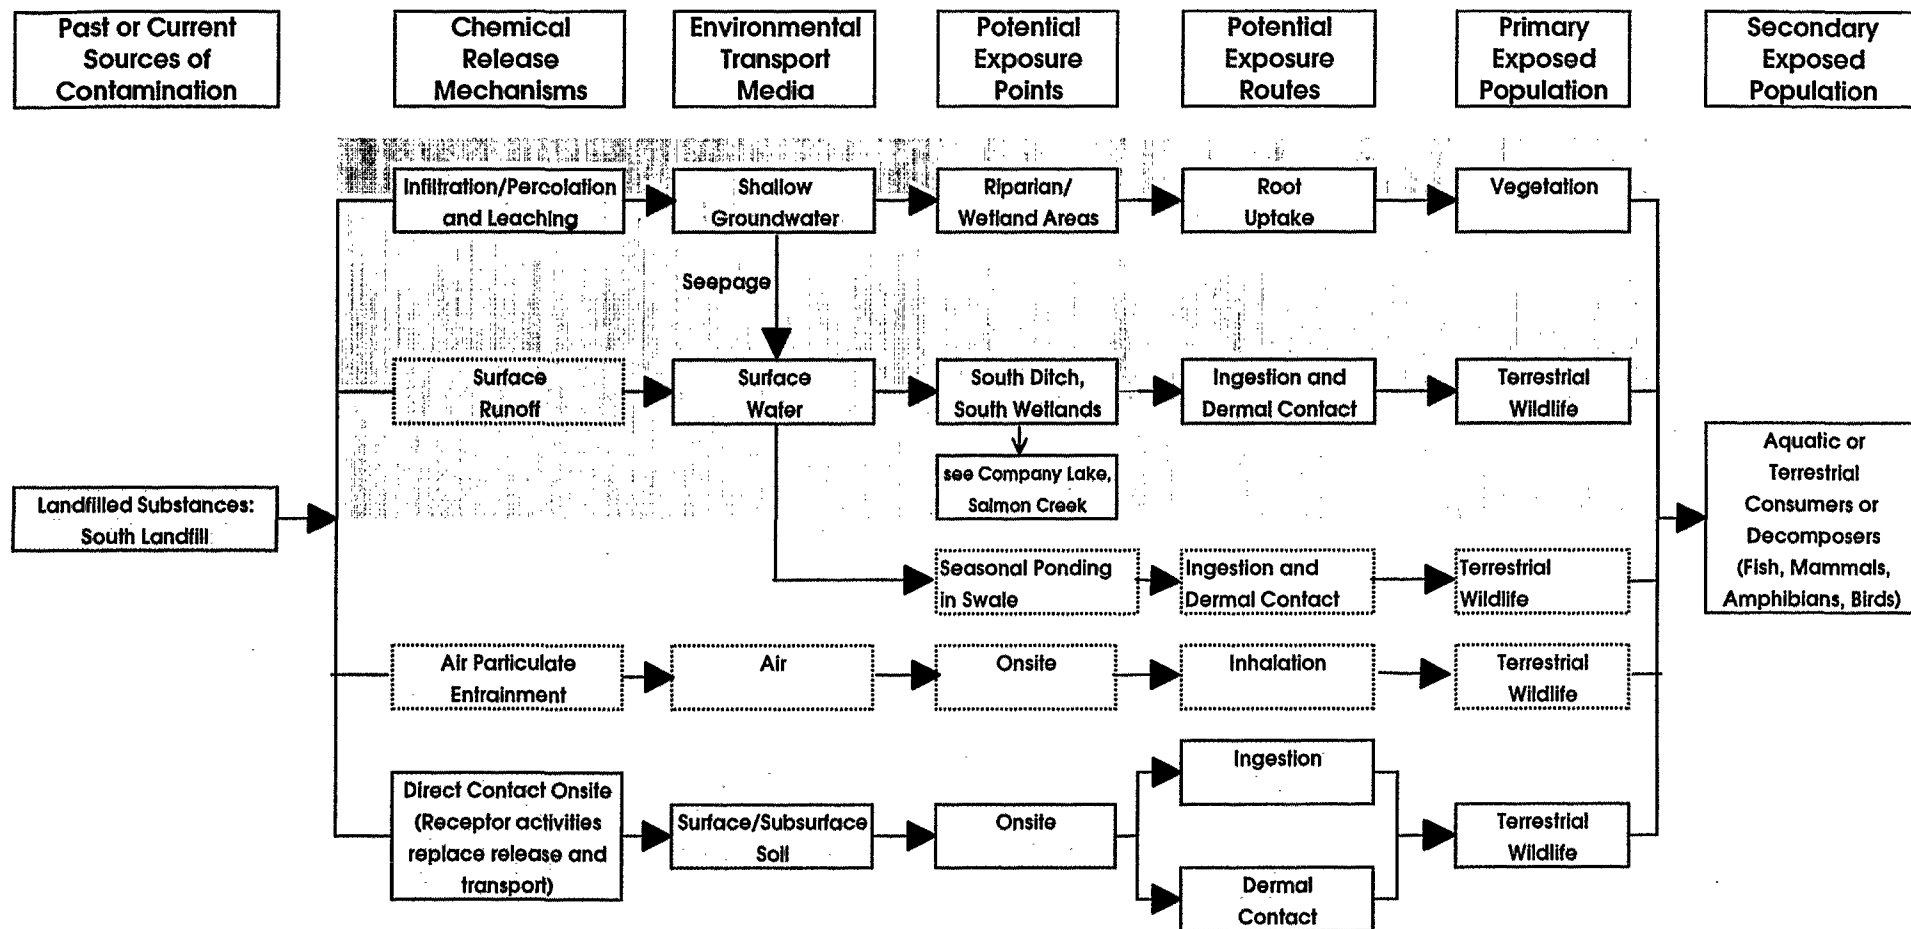 Past or Current
Sources of
Contamination
Chemical
Release
Mechanisms
Environmental
Transport
Media
Potential
Exposure
Points
Potential
Exposure
Routes
Primary
Exposed
Population
Secondary
Exposed
Population
Infiltration/Percolation
and Leaching
Shallow
Groundwater
Riparian/
Wetland Areas
Root
Uptake
Vegetation
Seepage
Surface
Runoff
Surface
Water
South Ditch,
South Wetlands
Ingestion and
Dermal Contact
Terrestrial
Wildlife
see Company Lake,
Salmon Creek
Landfilled Substances:
South Landfill
Aquatic or
Terrestrial
Consumers or
Decomposers
(Fish, Mammals,
Amphibians, Birds)
Seasonal Ponding
in Swale
Ingestion and
Dermal Contact
Terrestrial
Wildlife
Air Particulate
Entrainment
Air
Onsite
Inhalation
Terrestrial
Wildlife
Direct Contact Onsite
(Receptor activities
replace release and
transport)
Surface/Subsurface
Soil
Onsite
Ingestion
Dermal
Contact
Terrestrial
Wildlife